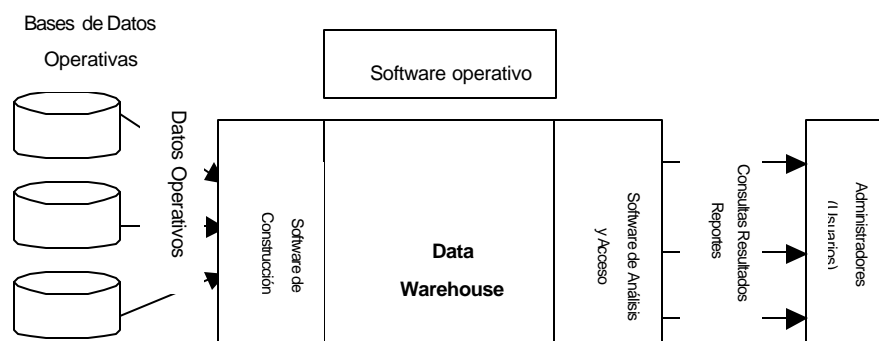 Bases de Datos
Operativas
Software operativo
Datos Operativos
Software de
Construcción
Data
Warehouse
Software de Análisis
y Acceso
Consultas Resultados
Reportes
Administradores
(Usuarios)